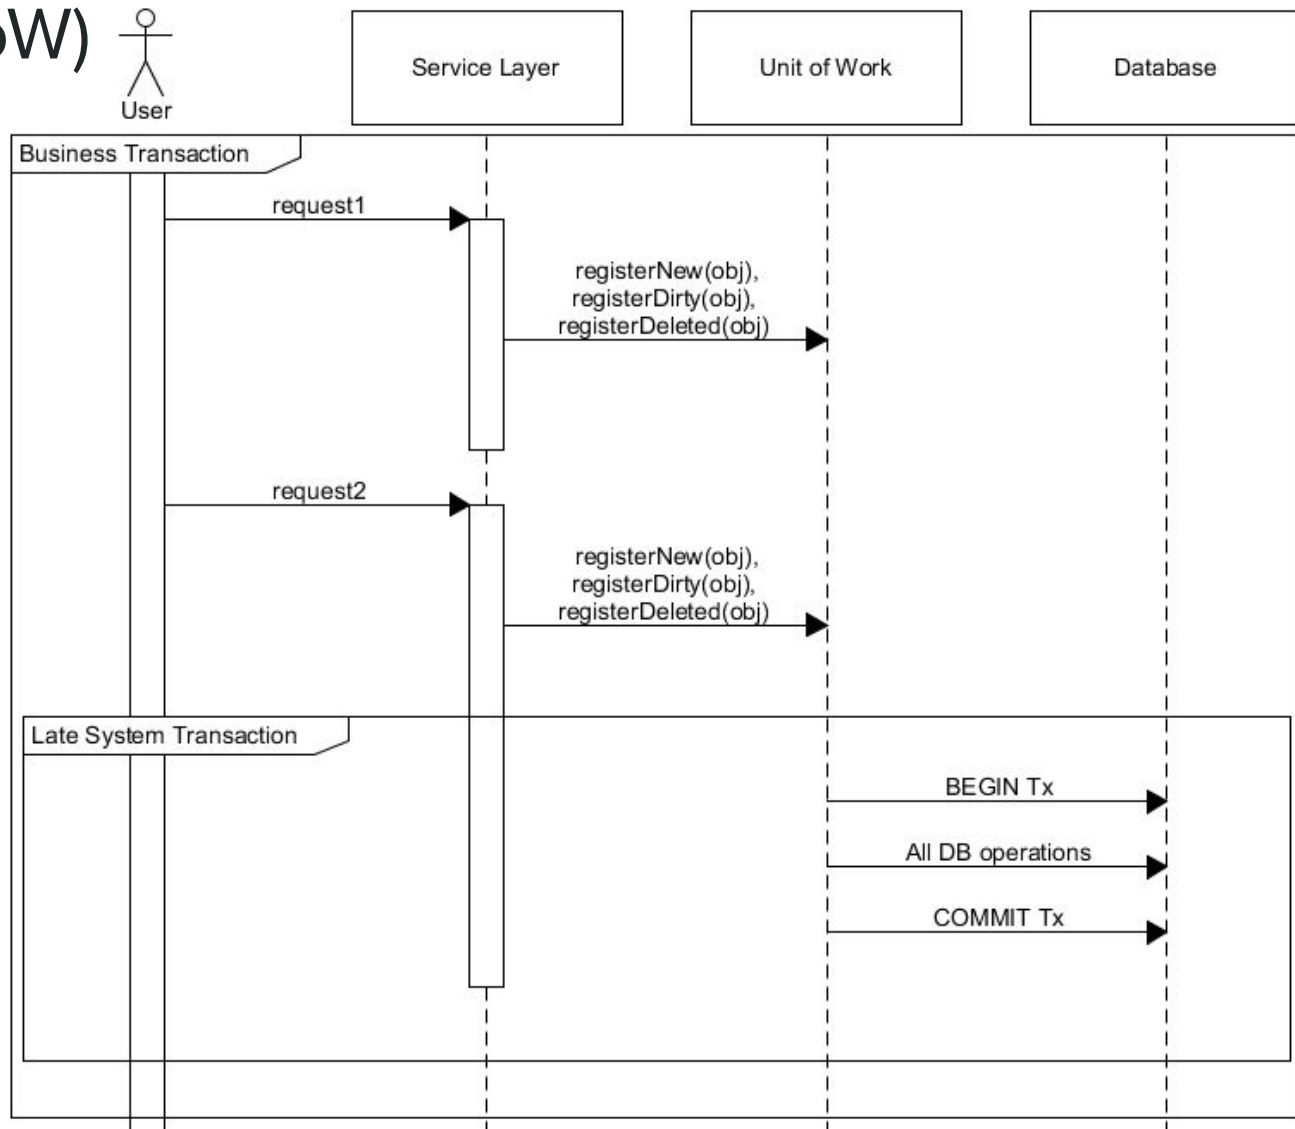 oW)
User
Service Layer
Unit of Work
Database
Business Transaction
request1
registerNew(obj),
registerDirty(obj),
registerDeleted(obj)
request2
registerNew(obj),
registerDirty(obj),
registerDeleted(obj)
Late System Transaction
BEGIN Tx
All DB operations
COMMIT Tx